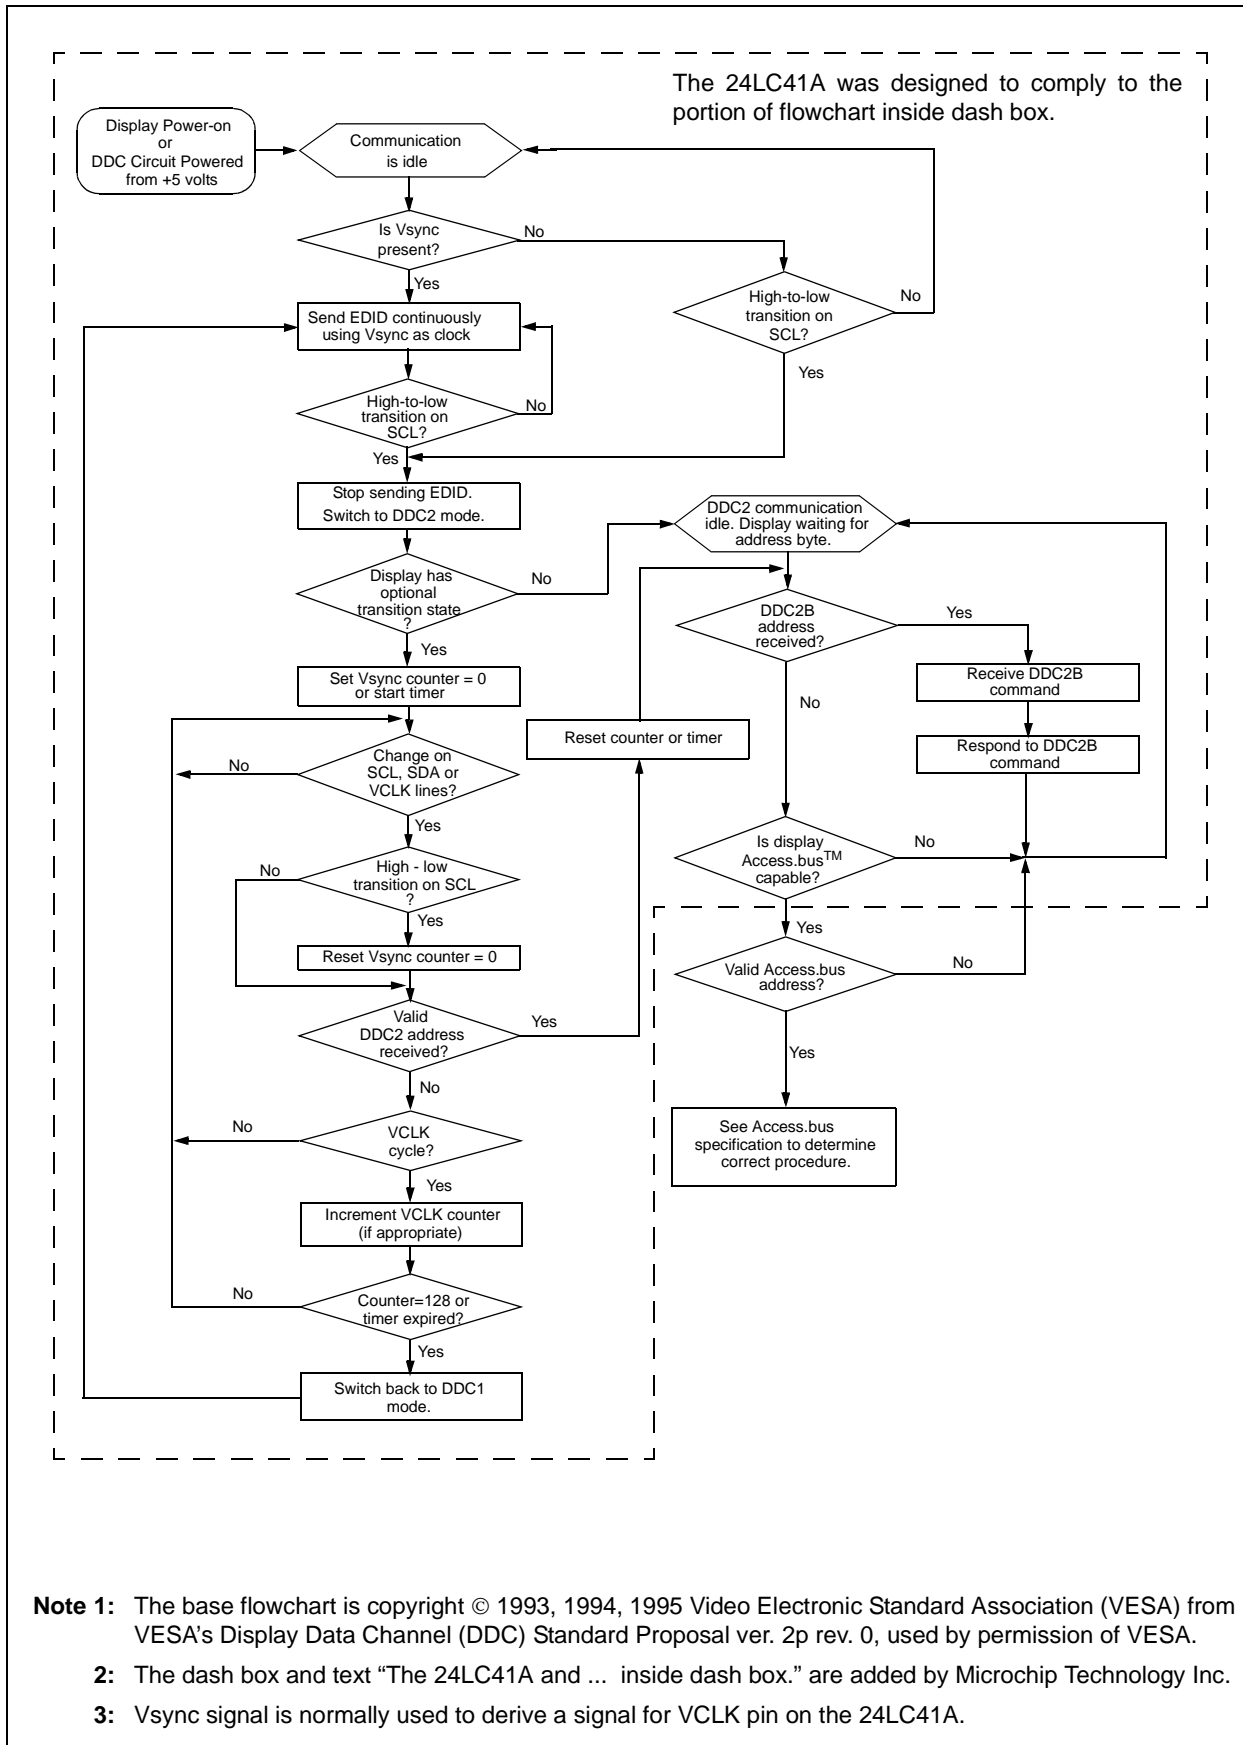 The 24LC41A was designed to comply to the
portion of flowchart inside dash box.
Display Power-on
or
DDC Circuit Powered
from +5 volts
Communication
is idle
Is Vsync
present?
No
Yes
High-to-low
transition on
SCL?
No
Yes
Send EDID continuously
using Vsync as clock
High-to-low
transition on
SCL?
No
Yes
Stop sending EDID.
Switch to DDC2 mode.
DDC2 communication
idle. Display waiting for
address byte.
Display has
optional
transition state
?
No
Yes
DDC2B
address
received?
Yes
No
Set Vsync counter = 0
or start timer
Receive DDC2B
command
Reset counter or timer
Respond to DDC2B
command
Change on
SCL, SDA or
VCLK lines?
No
Yes
Is display
Access.bus™
capable?
No
Yes
High - low
transition on SCL
?
No
Yes
Reset Vsync counter = 0
Valid Access.bus
address?
No
Yes
Valid
DDC2 address
received?
Yes
No
See Access.bus
specification to determine
correct procedure.
VCLK
cycle?
No
Yes
Increment VCLK counter
(if appropriate)
Counter=128 or
timer expired?
No
Yes
Switch back to DDC1
mode.
Note 1: The base flowchart is copyright © 1993, 1994, 1995 Video Electronic Standard Association (VESA) from
VESA's Display Data Channel (DDC) Standard Proposal ver. 2p rev. 0, used by permission of VESA.
2: The dash box and text “The 24LC41A and ... inside dash box.” are added by Microchip Technology Inc.
3: Vsync signal is normally used to derive a signal for VCLK pin on the 24LC41A.